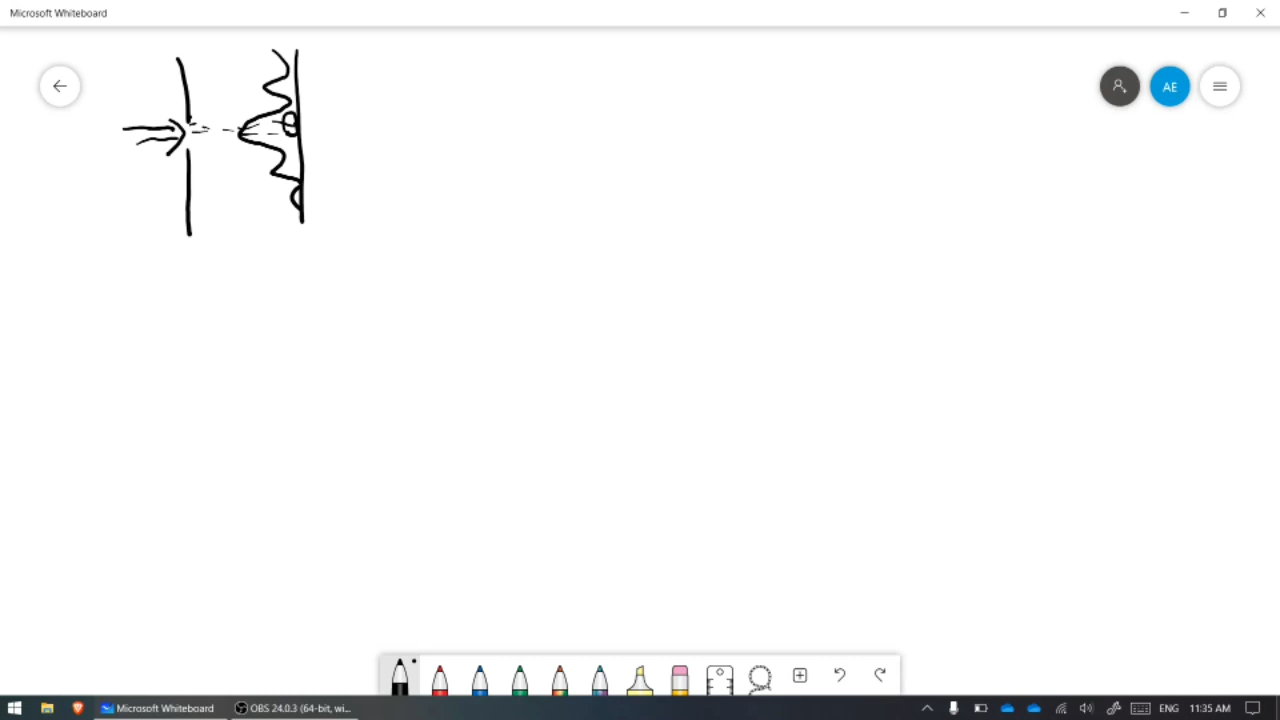 Microsoft Whiteboard
AE
Microsoft Whiteboard
OBS 24.0.3 (64-bit, wi...
ENG
11:35 AM